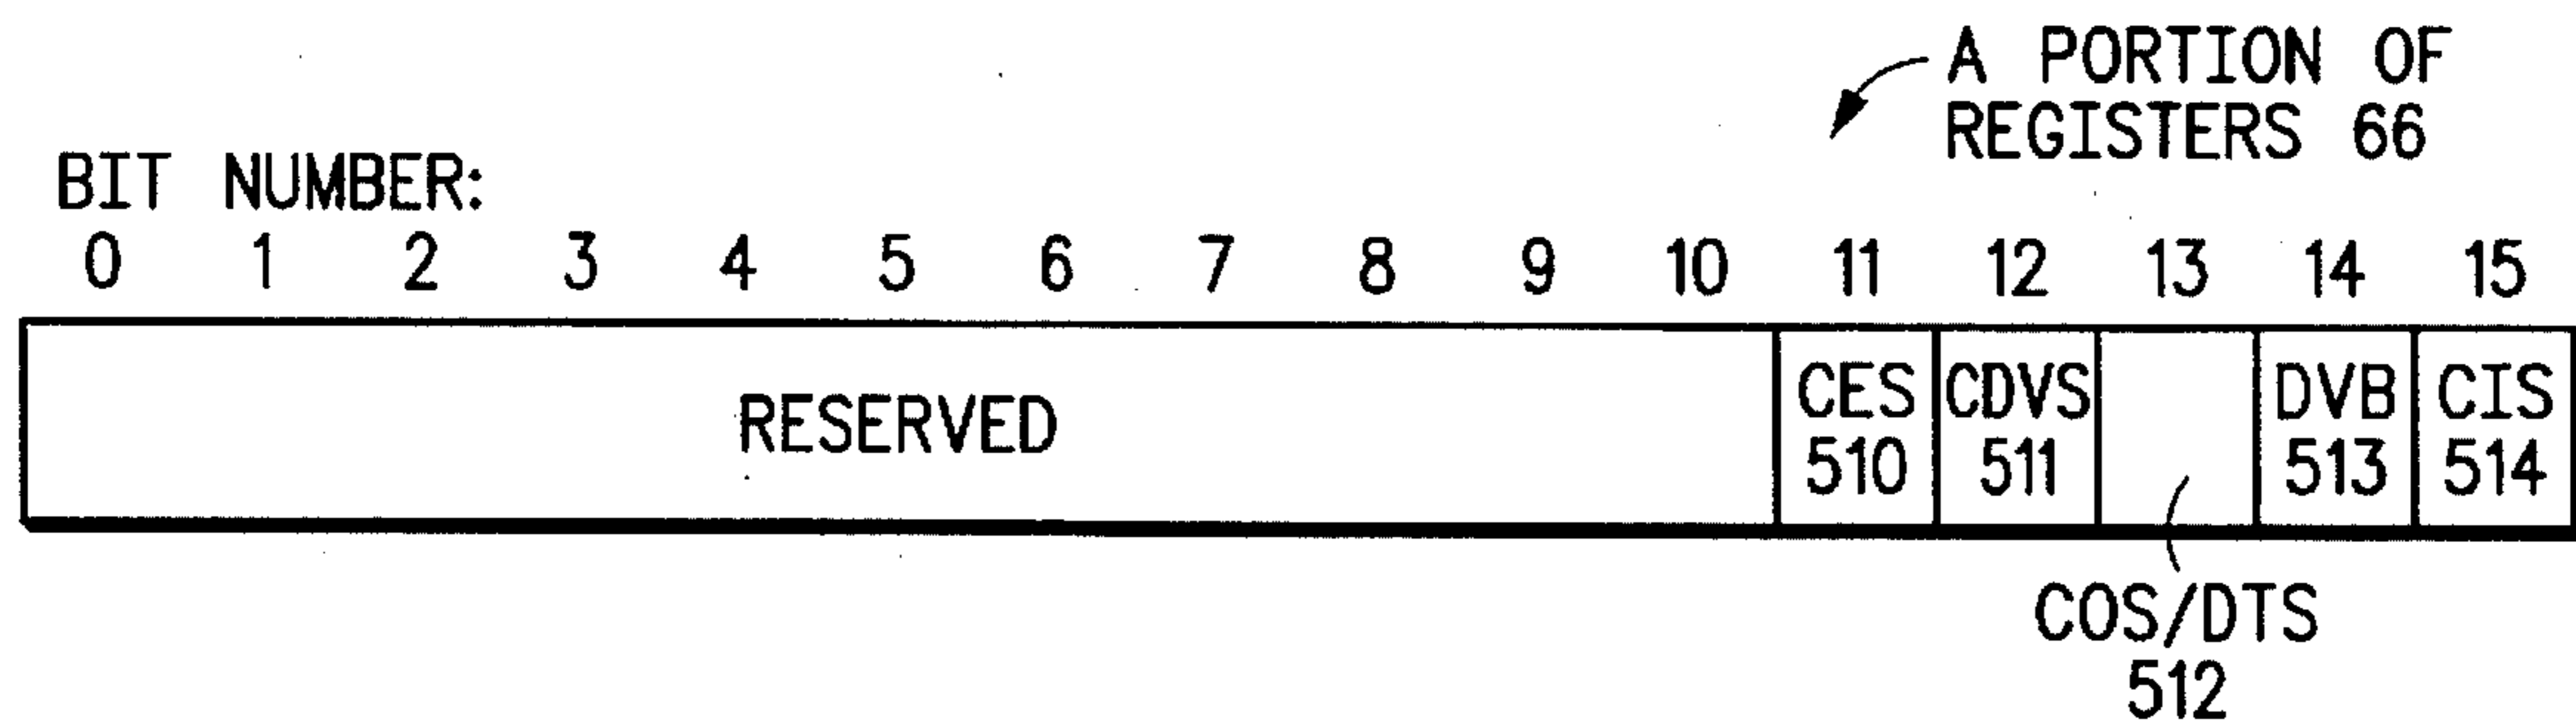 A PORTION OF
REGISTERS 66
BIT NUMBER:
0 1 2 3 4 5 6 7 8 9 10 11 12 13 14 15
RESERVED
CES
510
CDVS
511
DVB
513
CIS
514
COS/DTS
512